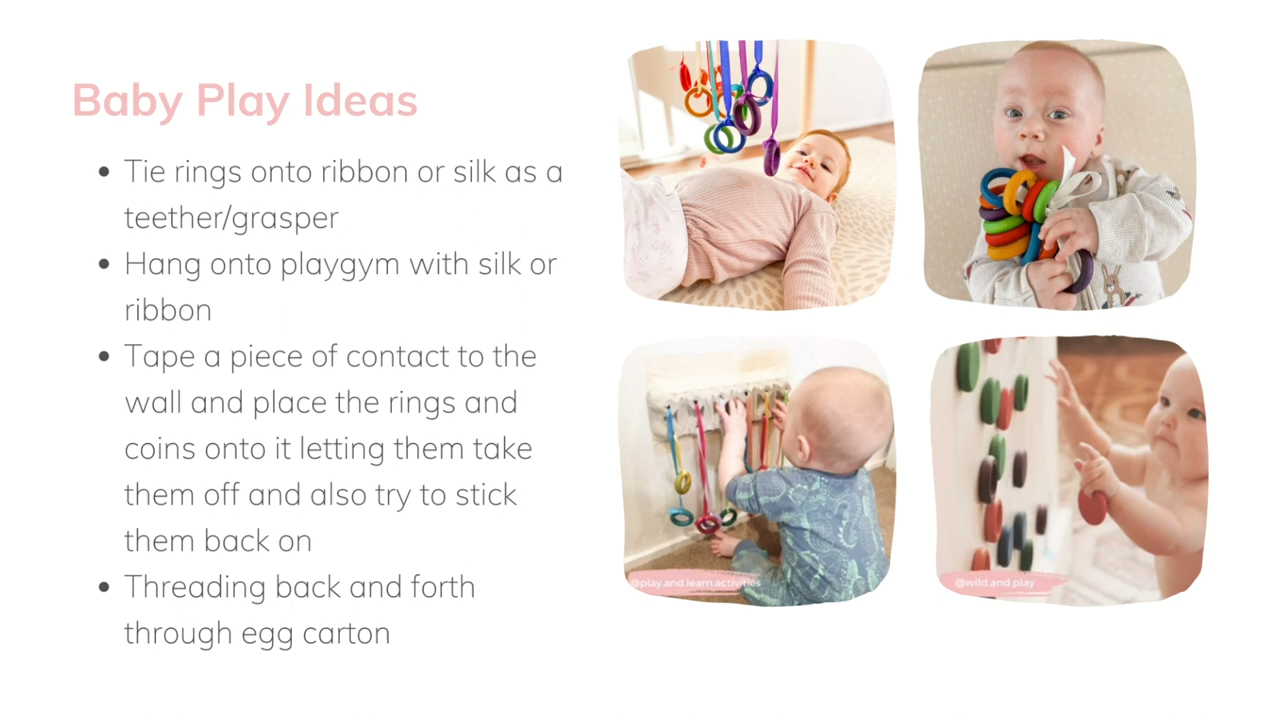 Baby Play Ideas
Tie rings onto ribbon or silk as a
teether/grasper
Hang onto playgym with silk or
ribbon
Tape a piece of contact to the
wall and place the rings and
coins onto it letting them take
them off and also try to stick
them back on
Threading back and forth
through egg carton
@play.and.learn.activities
@wild.and.play